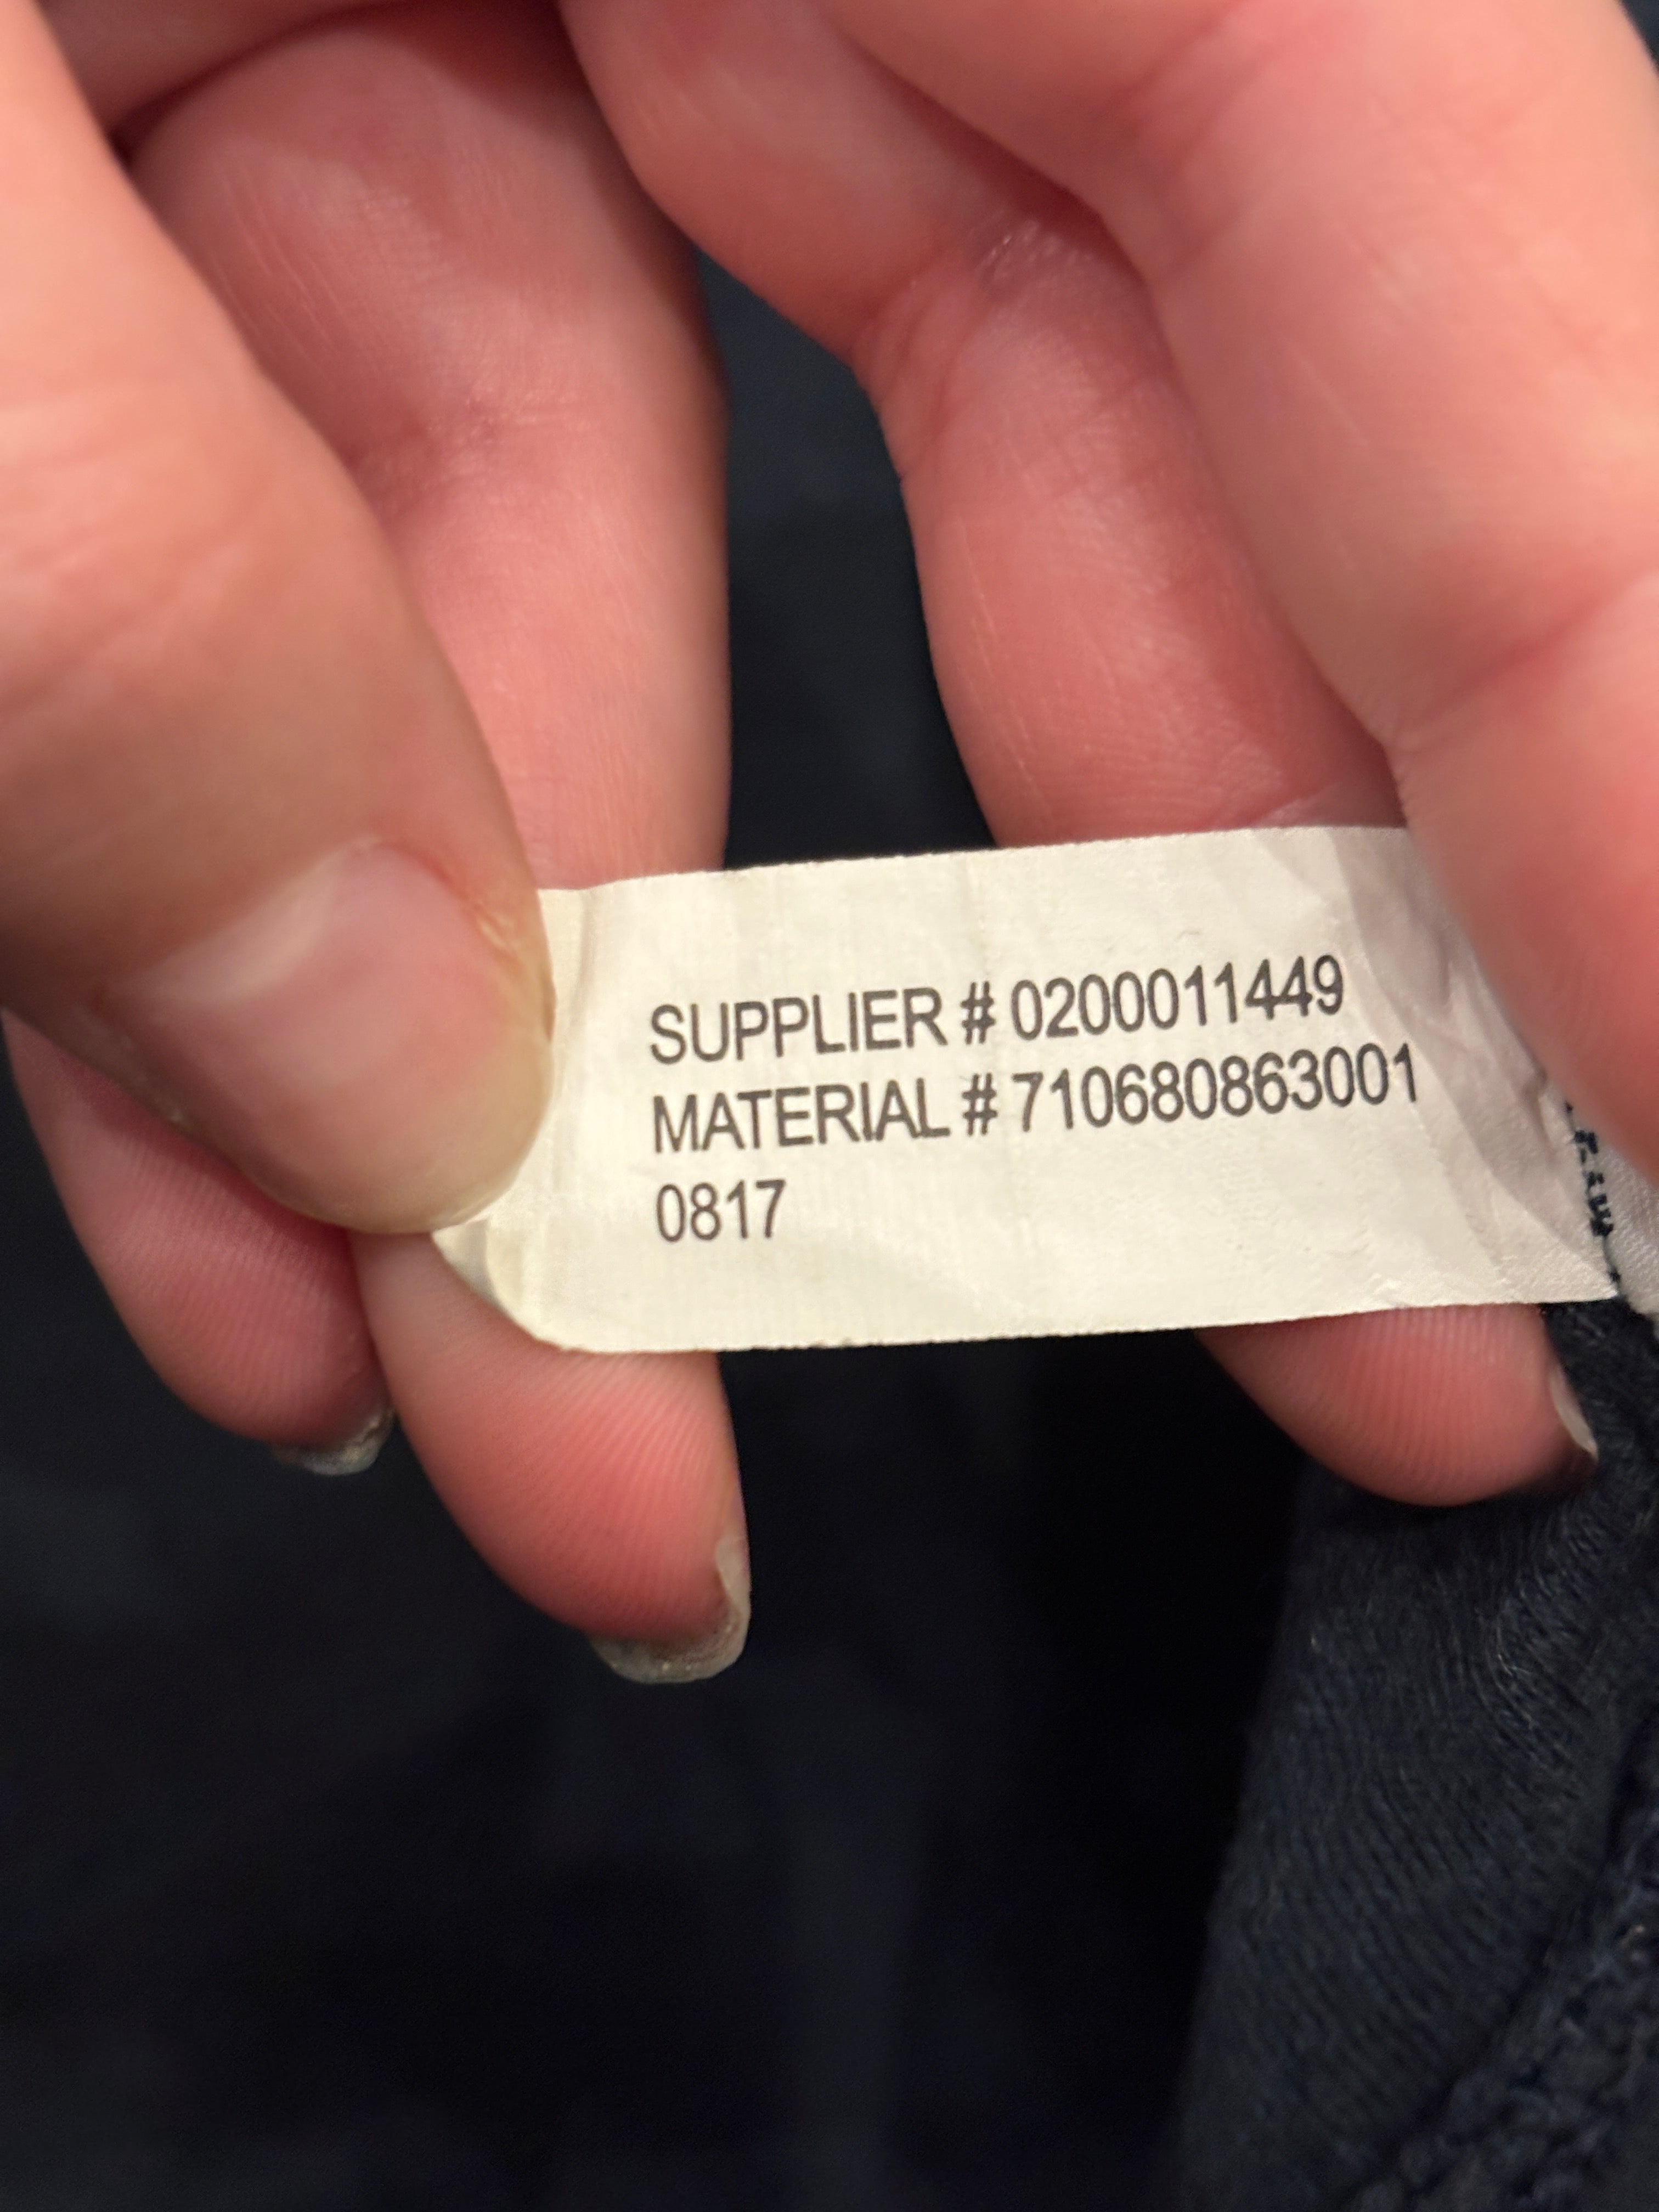 SUPPLIER # 0200011449
MATERIAL # 710680863001
0817